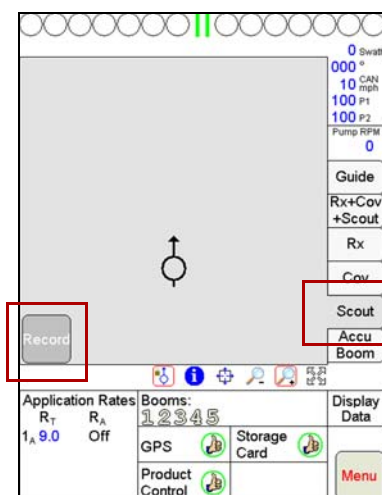 0 Swath
000 °
10 CAN mph
100 P1
100 P2
Pump RPM
0
Guide
Rx+Cov
+Scout
Rx
Cov
Scout
Accu
Boom
Record
Application Rates
RT RA
1A 9.0 Off
Booms:
12345
GPS
Storage
Card
Product
Control
Display
Data
Menu